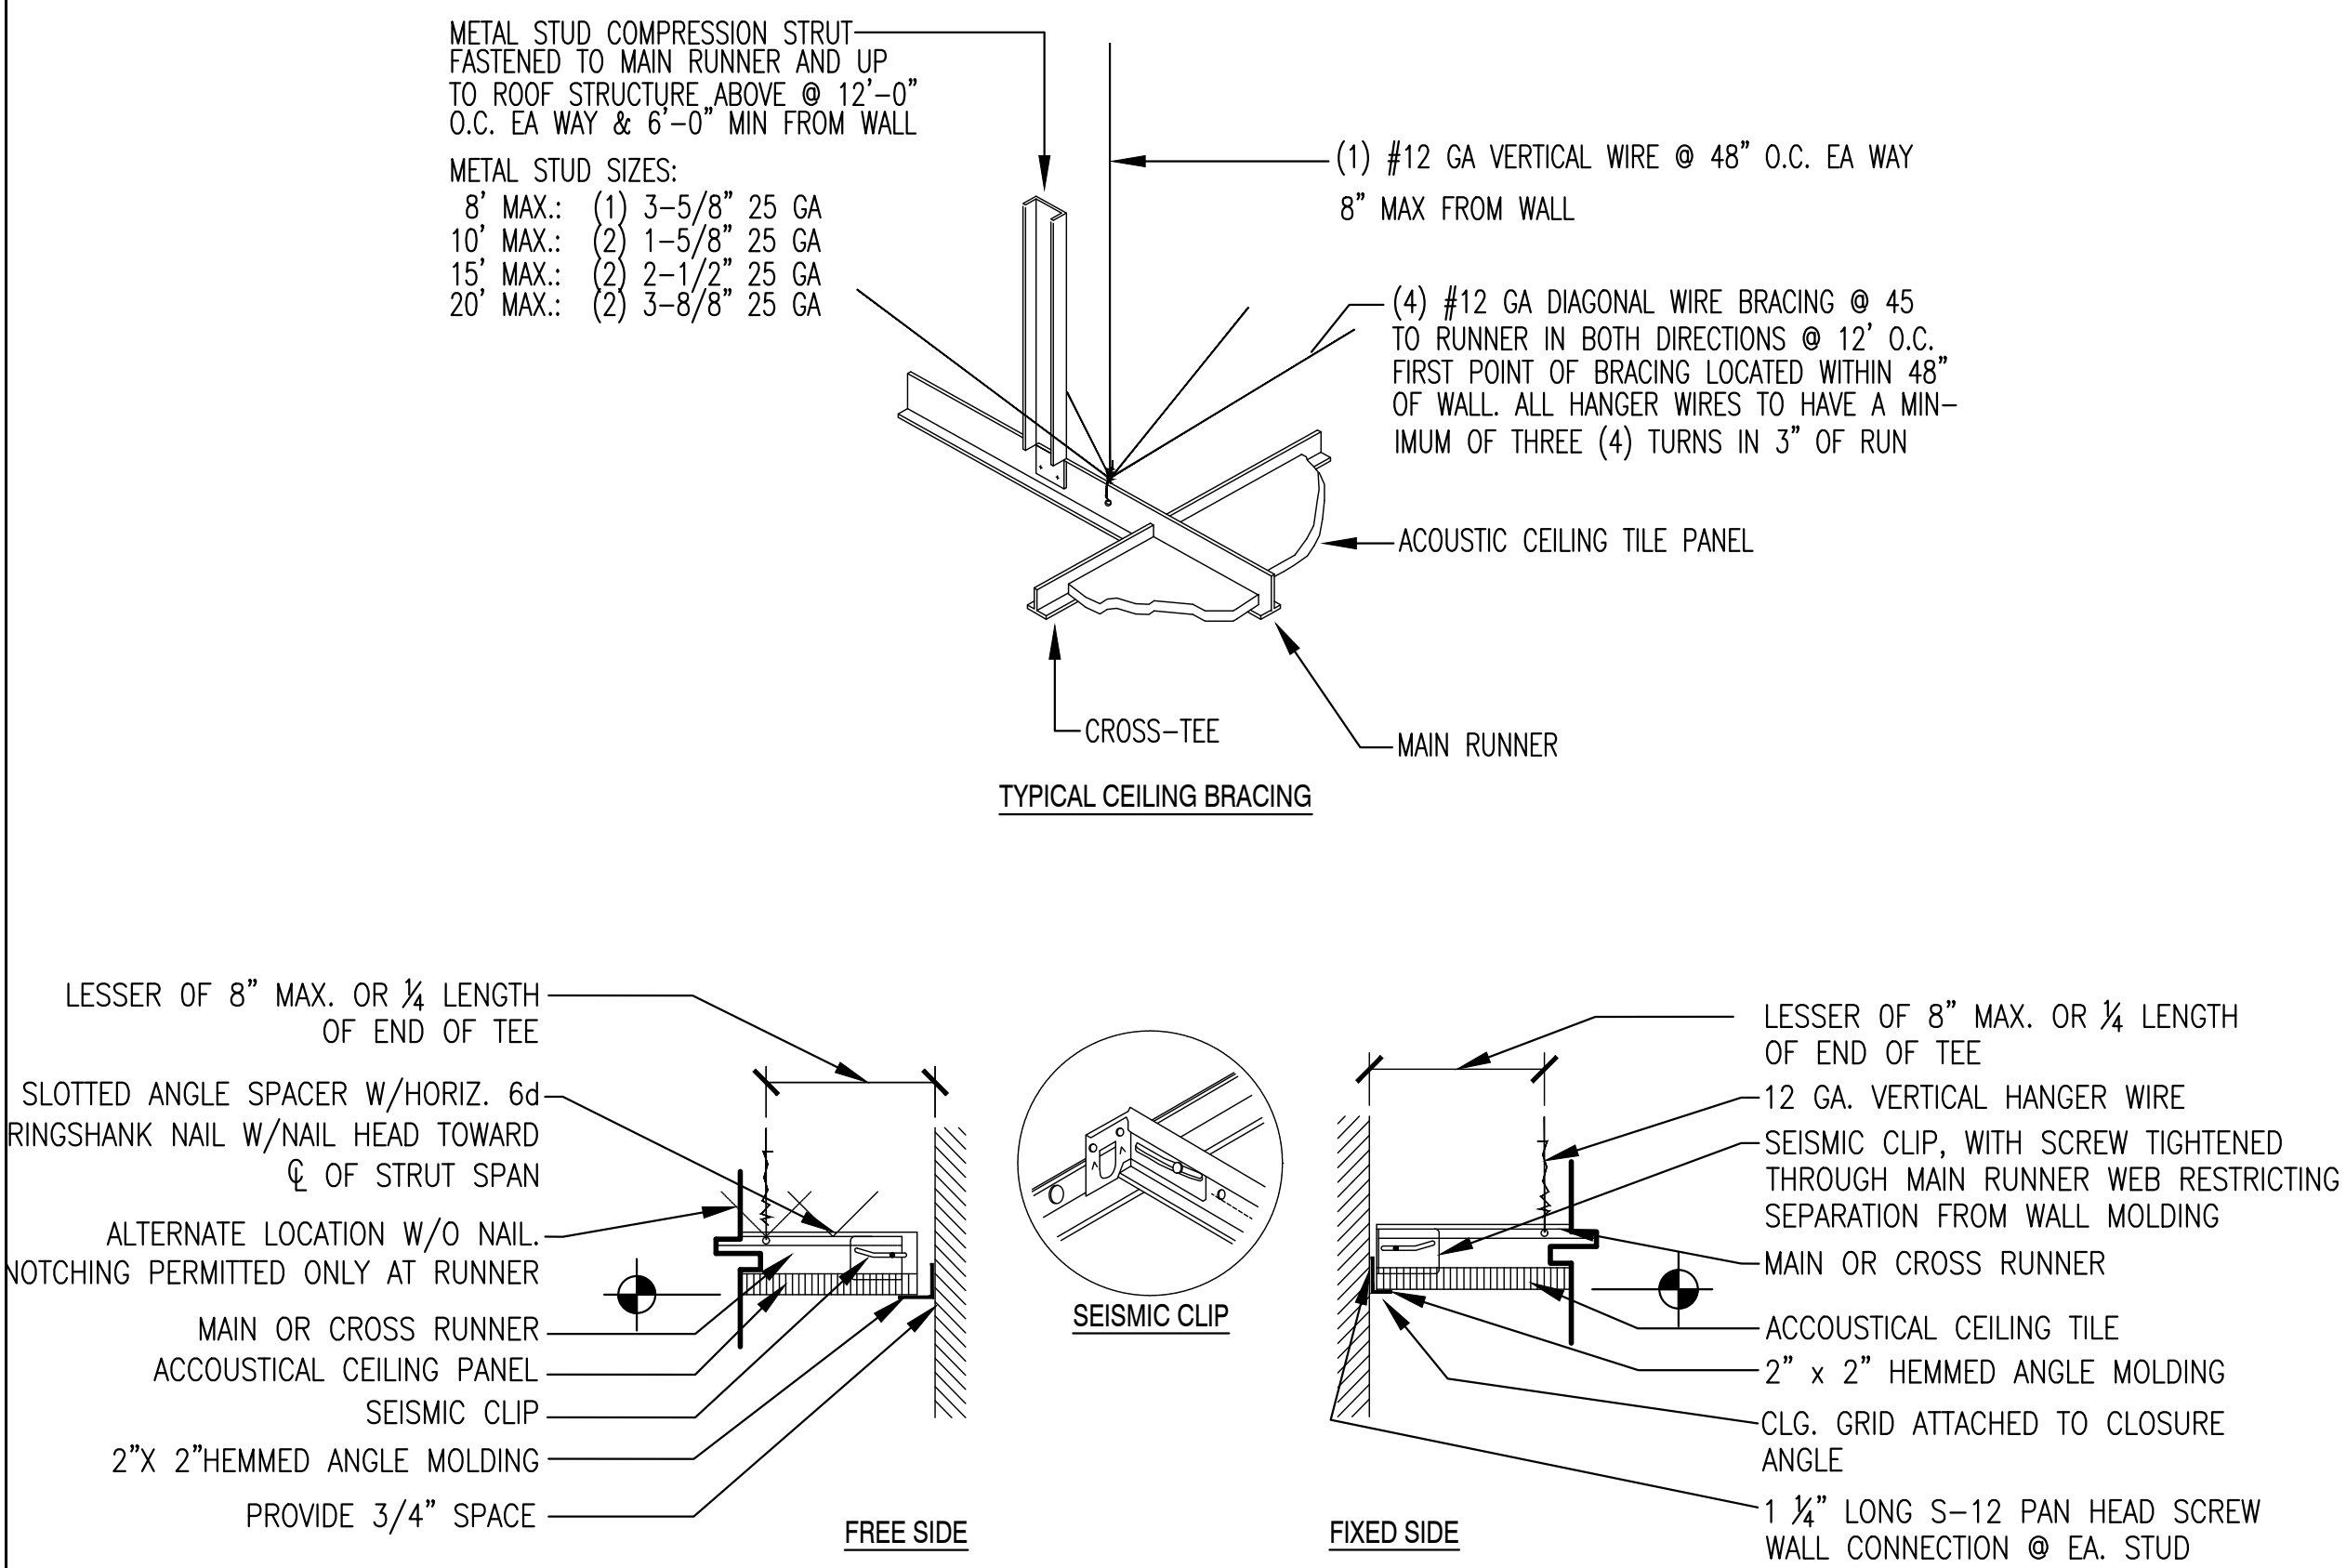 METAL STUD COMPRESSION STRUT
FASTENED TO MAIN RUNNER AND UP
TO ROOF STRUCTURE ABOVE @ 12'-0"
O.C. EA WAY & 6'-0" MIN FROM WALL
METAL STUD SIZES:
8' MAX.: (1) 3-5/8" 25 GA
10' MAX.: (2) 1-5/8" 25 GA
15' MAX.: (2) 2-1/2" 25 GA
20' MAX.: (2) 3-8/8" 25 GA
(1) #12 GA VERTICAL WIRE @ 48" O.C. EA WAY
8" MAX FROM WALL
(4) #12 GA DIAGONAL WIRE BRACING @ 45
TO RUNNER IN BOTH DIRECTIONS @ 12' O.C.
FIRST POINT OF BRACING LOCATED WITHIN 48"
OF WALL. ALL HANGER WIRES TO HAVE A MIN-
IMUM OF THREE (4) TURNS IN 3" OF RUN
ACOUSTIC CEILING TILE PANEL
CROSS-TEE
MAIN RUNNER
TYPICAL CEILING BRACING
LESSER OF 8" MAX. OR ¼ LENGTH
OF END OF TEE
SLOTTED ANGLE SPACER W/HORIZ. 6d
RINGSHANK NAIL W/NAIL HEAD TOWARD
℄ OF STRUT SPAN
ALTERNATE LOCATION W/O NAIL.
NOTCHING PERMITTED ONLY AT RUNNER
MAIN OR CROSS RUNNER
ACCOUSTICAL CEILING PANEL
SEISMIC CLIP
2"X 2"HEMMED ANGLE MOLDING
PROVIDE 3/4" SPACE
FREE SIDE
SEISMIC CLIP
LESSER OF 8" MAX. OR ¼ LENGTH
OF END OF TEE
12 GA. VERTICAL HANGER WIRE
SEISMIC CLIP, WITH SCREW TIGHTENED
THROUGH MAIN RUNNER WEB RESTRICTING
SEPARATION FROM WALL MOLDING
MAIN OR CROSS RUNNER
ACCOUSTICAL CEILING TILE
2" x 2" HEMMED ANGLE MOLDING
CLG. GRID ATTACHED TO CLOSURE
ANGLE
1 ¼" LONG S-12 PAN HEAD SCREW
WALL CONNECTION @ EA. STUD
FIXED SIDE